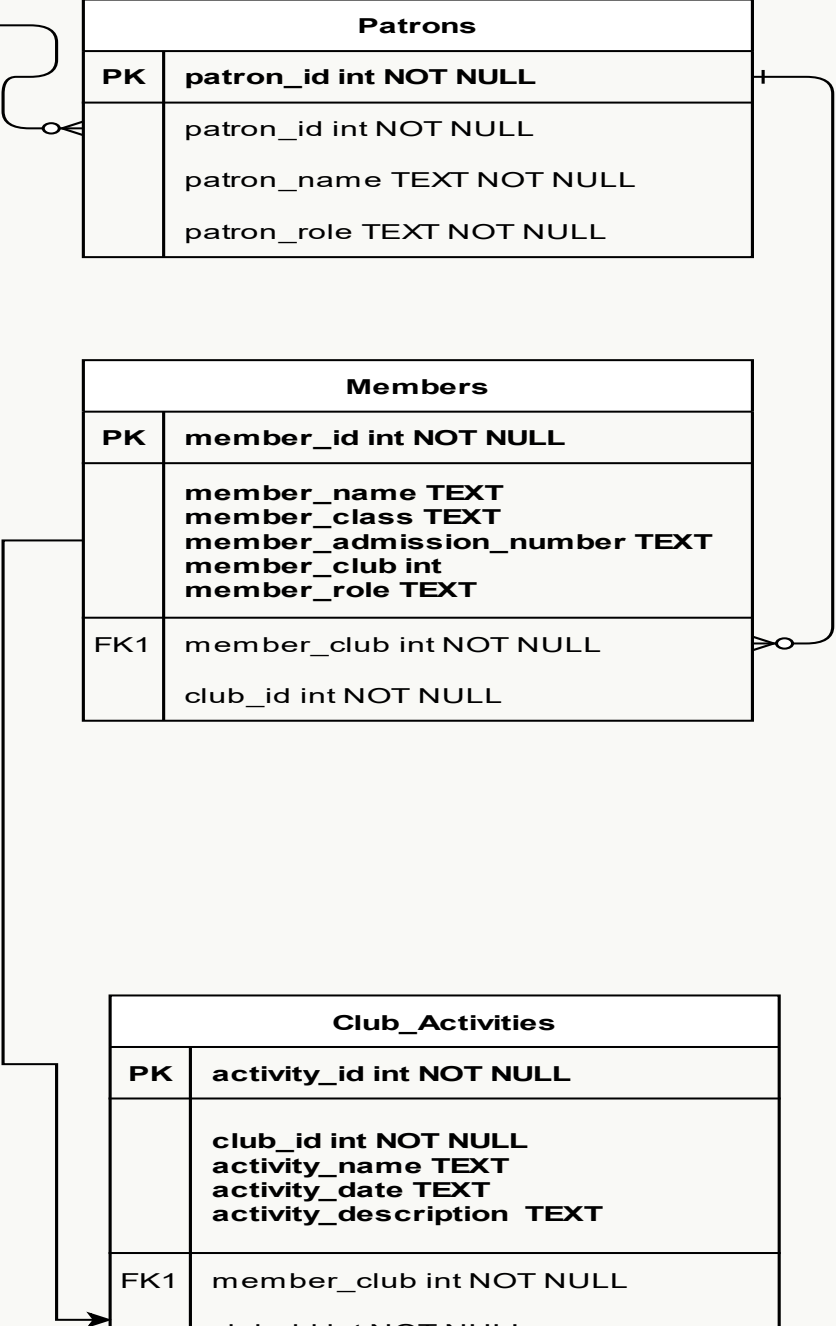 Patrons
PK patron_id int NOT NULL
patron_id int NOT NULL
patron_name TEXT NOT NULL
patron_role TEXT NOT NULL
Members
PK member_id int NOT NULL
member_name TEXT
member_class TEXT
member_admission_number TEXT
member_club int
member_role TEXT
FK1 member_club int NOT NULL
club_id int NOT NULL
Club_Activities
PK activity_id int NOT NULL
club_id int NOT NULL
activity_name TEXT
activity_date TEXT
activity_description TEXT
FK1 member_club int NOT NULL